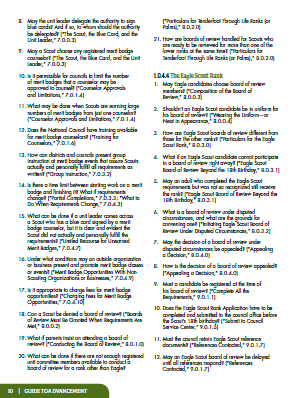 8. May the unit leader delegate the authority to sign
blue cards? And if so, to whom should the authority
be delegated? ("The Scout, the Blue Card, and the
Unit Leader," 7.0.0.3)
9. May a Scout choose any registered merit badge
counselor? ("The Scout, the Blue Card, and the Unit
Leader," 7.0.0.3)
10. Is it permissible for councils to limit the number
of merit badges that a counselor may be
approved to counsel? ("Counselor Approvals
and Limitations," 7.0.1.4)
11. What may be done when Scouts are earning large
numbers of merit badges from just one counselor?
("Counselor Approvals and Limitations," 7.0.1.4)
12. Does the National Council have training available
for merit badge counselors? ("Training for
Counselors," 7.0.1.6)
13. How can districts and councils present group
instruction at merit badge events that assure Scouts
actually and personally fulfill all requirements as
written? ("Group Instruction," 7.0.3.2)
14. Is there a time limit between starting work on a merit
badge and finishing it? What if requirements
change? ("Partial Completions," 7.0.3.3; "What to
Do When Requirements Change," 7.0.4.3)
15. What can be done if a unit leader comes across
a Scout who has a blue card signed by a merit
badge counselor, but it is clear and evident the
Scout did not actually and personally fulfill the
requirements? ("Limited Recourse for Unearned
Merit Badges," 7.0.4.7)
16. Under what conditions may an outside organization
or business present and promote merit badge classes
or events? ("Merit Badge Opportunities With Non-
Scouting Organizations or Businesses," 7.0.4.9)
17. Is it appropriate to change fees for merit badge
opportunities? ("Charging Fees for Merit Badge
Opportunities," 7.0.4.10)
18. Can a Scout be denied a board of review? ("Boards
of Review Must Be Granted When Requirements Are
Met," 8.0.0.2)
19. What if parents insist on attending a board of
review? ("Conducting the Board of Review," 8.0.1.0)
20. What can be done if there are not enough registered
unit committee members available to conduct a
board of review for a rank other than Eagle?
("Particulars for Tenderfoot Through Life Ranks (or
Palms)," 8.0.2.0)
21. How are boards of review handled for Scouts who
are ready to be reviewed for more than one of the
lower ranks at the same time? ("Particulars for
Tenderfoot Through Life Ranks (or Palms)," 8.0.2.0)
1.0.4.4 The Eagle Scout Rank
1. May Eagle candidates choose board of review
members? ("Composition of the Board of
Review," 8.0.0.3)
2. Shouldn't an Eagle Scout candidate be in uniform for
his board of review? ("Wearing the Uniform—or
Neat in Appearance," 8.0.0.4)
3. How are Eagle Scout boards of review different from
those for the other ranks? ("Particulars for the Eagle
Scout Rank," 8.0.3.0)
4. What if an Eagle Scout candidate cannot participate
in a board of review right away? ("Eagle Scout
Board of Review Beyond the 18th Birthday," 8.0.3.1)
5. May an adult who completed the Eagle Scout
requirements but was not so recognized still receive
the rank? ("Eagle Scout Board of Review Beyond the
18th Birthday," 8.0.3.1)
6. What is a board of review under disputed
circumstances, and what are the grounds for
convening one? ("Initiating Eagle Scout Board of
Review Under Disputed Circumstances," 8.0.3.2)
7. May the decision of a board of review under
disputed circumstances be appealed? ("Appealing
a Decision," 8.0.4.0)
8. How is the decision of a board of review appealed?
("Appealing a Decision," 8.0.4.0)
9. Must a candidate be registered at the time of
his board of review? ("Complete All the
Requirements," 9.0.1.1)
10. Does the Eagle Scout Rank Application have to be
completed and submitted to the council office before
the Scout's 18th birthday? ("Submit to Council
Service Center," 9.0.1.5)
11. Must the council retain Eagle Scout reference
documents? ("References Contacted," 9.0.1.7)
12. May an Eagle Scout board of review be delayed
until all references respond? ("References
Contacted," 9.0.1.7)
10 | GUIDE TO ADVANCEMENT